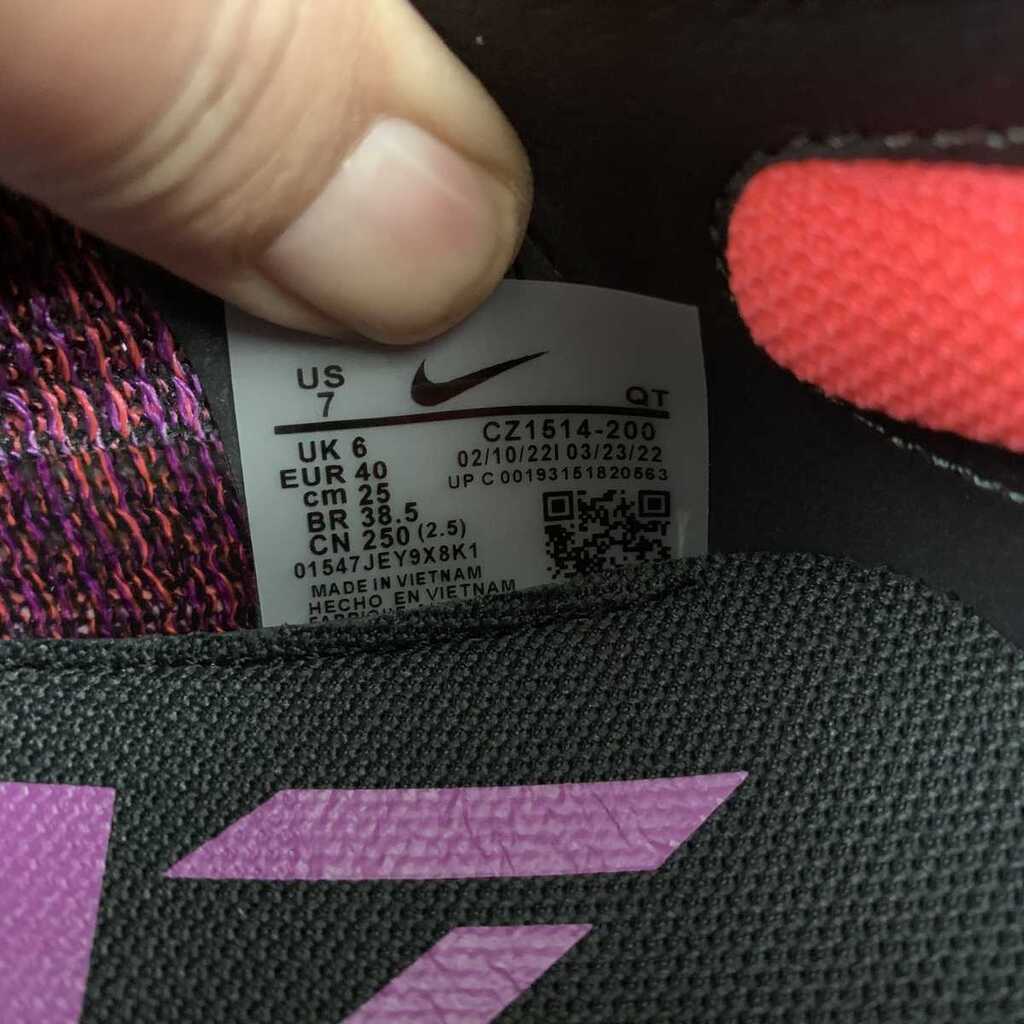 US
7
QT
UK 6
EUR 40
cm 25
BR 38.5
CN 250 (2.5)
CZ1514-200
02/10/22I 03/23/22
UP C 00193151820563
01547JEY9X8K1
MADE IN VIETNAM
HECHO EN VIETNAM